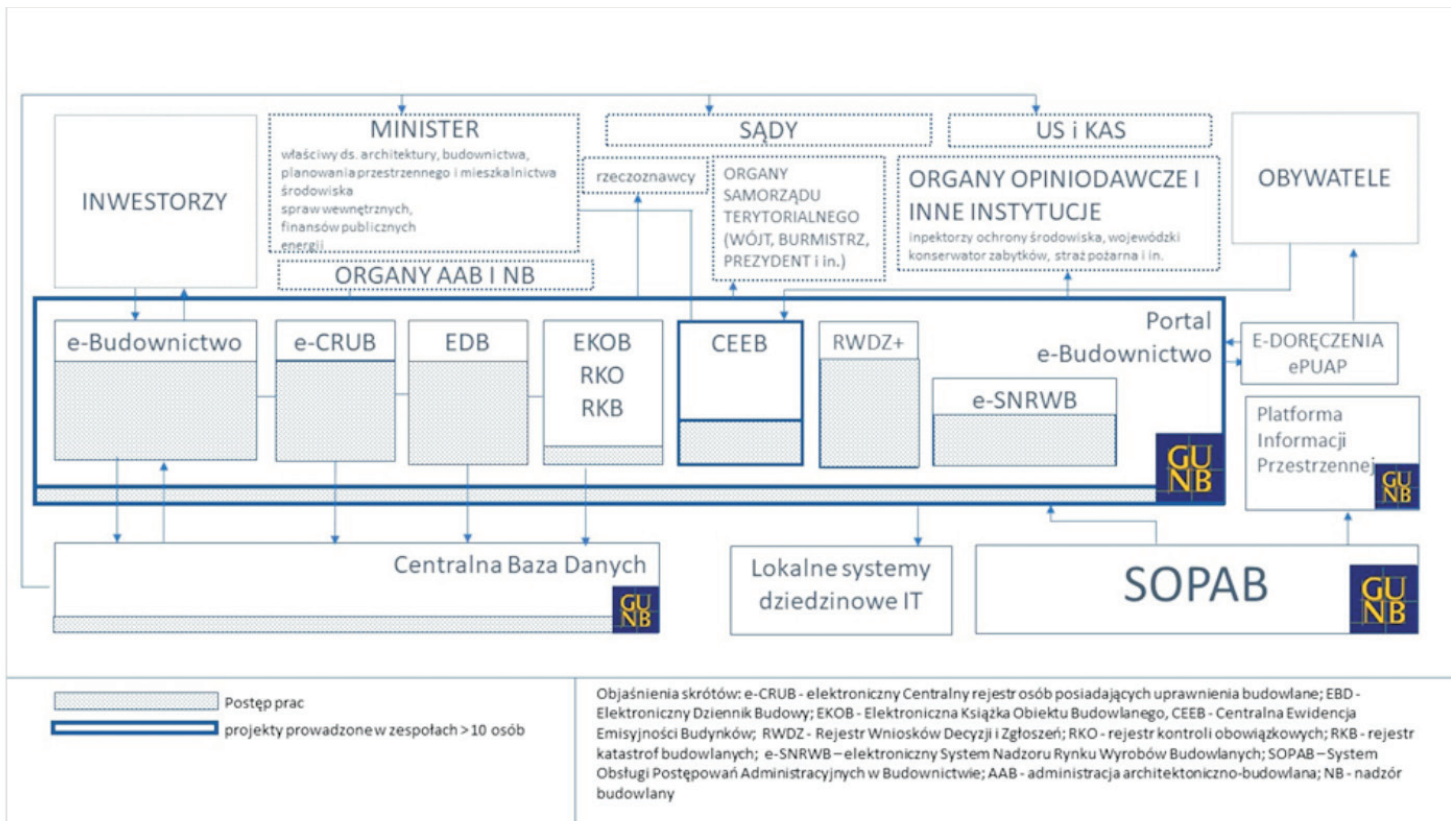 MINISTER
właściwy ds. architektury, budownictwa,
planowania przestrzennego i mieszkalnictwa
środowiska
spraw wewnętrznych,
finansów publicznych
energii
SĄDY
US i KAS
INWESTORZY
rzeczoznawcy
ORGANY
SAMORZĄDU
TERYTORIALNEGO
(WÓJT, BURMISTRZ,
PREZYDENT i in.)
ORGANY OPINIODAWCZE I
INNE INSTYTUCJE
inpektorzy ochrony środowiska, wojewódzki
konserwator zabytków, straż pożarna i in.
OBYWATELE
ORGANY AAB I NB
e-Budownictwo
e-CRUB
EDB
EKOB
RKO
RKB
CEEB
RWDZ+
e-SNRWB
Portal
e-Budownictwo
GU
NB
E-DORĘCZENIA
ePUAP
Platforma
Informacji
Przestrzennej
GU
NB
Centralna Baza Danych
GU
NB
Lokalne systemy
dziedzinowe IT
SOPAB
GU
NB
Postęp prac
projekty prowadzone w zespołach > 10 osób
Objaśnienia skrótów: e-CRUB - elektroniczny Centralny rejestr osób posiadających uprawnienia budowlane; EBD -
Elektroniczny Dziennik Budowy; EKOB - Elektroniczna Książka Obiektu Budowlanego, CEEB - Centralna Ewidencja
Emisyjności Budynków; RWDZ - Rejestr Wniosków Decyzji i Zgłoszeń; RKO - rejestr kontroli obowiązkowych; RKB - rejestr
katastrof budowlanych; e-SNRWB – elektroniczny System Nadzoru Rynku Wyrobów Budowlanych; SOPAB – System
Obsługi Postępowań Administracyjnych w Budownictwie; AAB - administracja architektoniczno-budowlana; NB - nadzór
budowlany